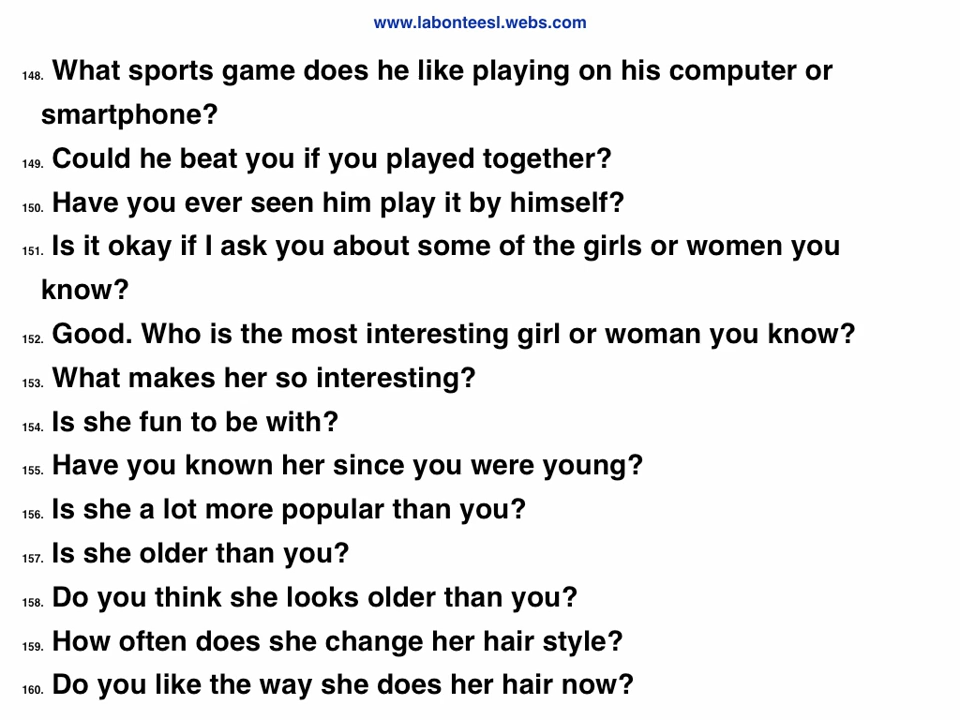 www.labonteesl.webs.com
148. What sports game does he like playing on his computer or
smartphone?
149. Could he beat you if you played together?
150. Have you ever seen him play it by himself?
151. Is it okay if I ask you about some of the girls or women you
know?
152. Good. Who is the most interesting girl or woman you know?
153. What makes her so interesting?
154. Is she fun to be with?
155. Have you known her since you were young?
156. Is she a lot more popular than you?
157. Is she older than you?
158. Do you think she looks older than you?
159. How often does she change her hair style?
160. Do you like the way she does her hair now?